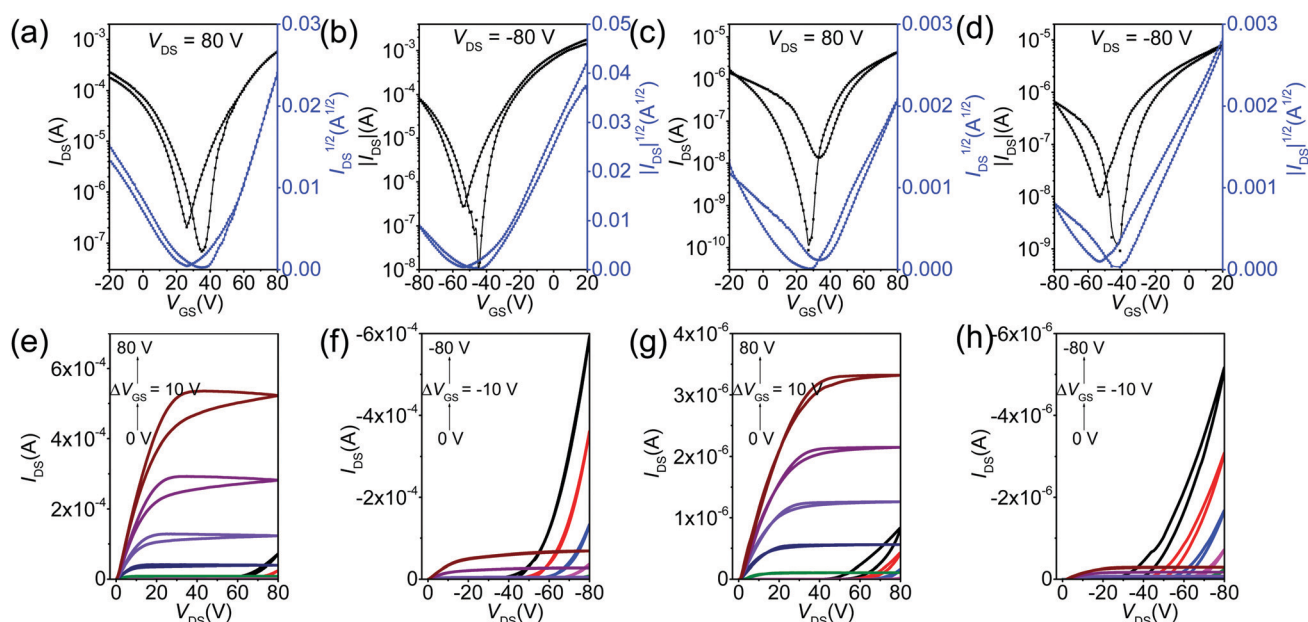 (a)
V_DS = 80 V
10^-3
10^-4
10^-5
10^-6
10^-7
I_DS(A)
0.03
0.02
0.01
0.00
I_DS^1/2(A^1/2)
-20 0 20 40 60 80
V_GS(V)
(b)
V_DS = -80 V
10^-3
10^-4
10^-5
10^-6
10^-7
10^-8
|I_DS|(A)
0.05
0.04
0.03
0.02
0.01
0.00
|I_DS|^1/2(A^1/2)
-80 -60 -40 -20 0 20
V_GS(V)
(c)
V_DS = 80 V
10^-5
10^-6
10^-7
10^-8
10^-9
10^-10
I_DS(A)
0.003
0.002
0.001
0.000
I_DS^1/2(A^1/2)
-20 0 20 40 60 80
V_GS(V)
(d)
V_DS = -80 V
10^-5
10^-6
10^-7
10^-8
10^-9
|I_DS|(A)
0.003
0.002
0.001
0.000
|I_DS|^1/2(A^1/2)
-80 -60 -40 -20 0 20
V_GS(V)
(e)
80 V
ΔV_GS = 10 V
0 V
6x10^-4
4x10^-4
2x10^-4
0
I_DS(A)
0 20 40 60 80
V_DS(V)
(f)
-80 V
ΔV_GS = -10 V
0 V
-6x10^-4
-4x10^-4
-2x10^-4
0
I_DS(A)
0 -20 -40 -60 -80
V_DS(V)
(g)
80 V
ΔV_GS = 10 V
0 V
4x10^-6
3x10^-6
2x10^-6
1x10^-6
0
I_DS(A)
0 20 40 60 80
V_DS(V)
(h)
-80 V
ΔV_GS = -10 V
0 V
-6x10^-6
-4x10^-6
-2x10^-6
0
I_DS(A)
0 -20 -40 -60 -80
V_DS(V)